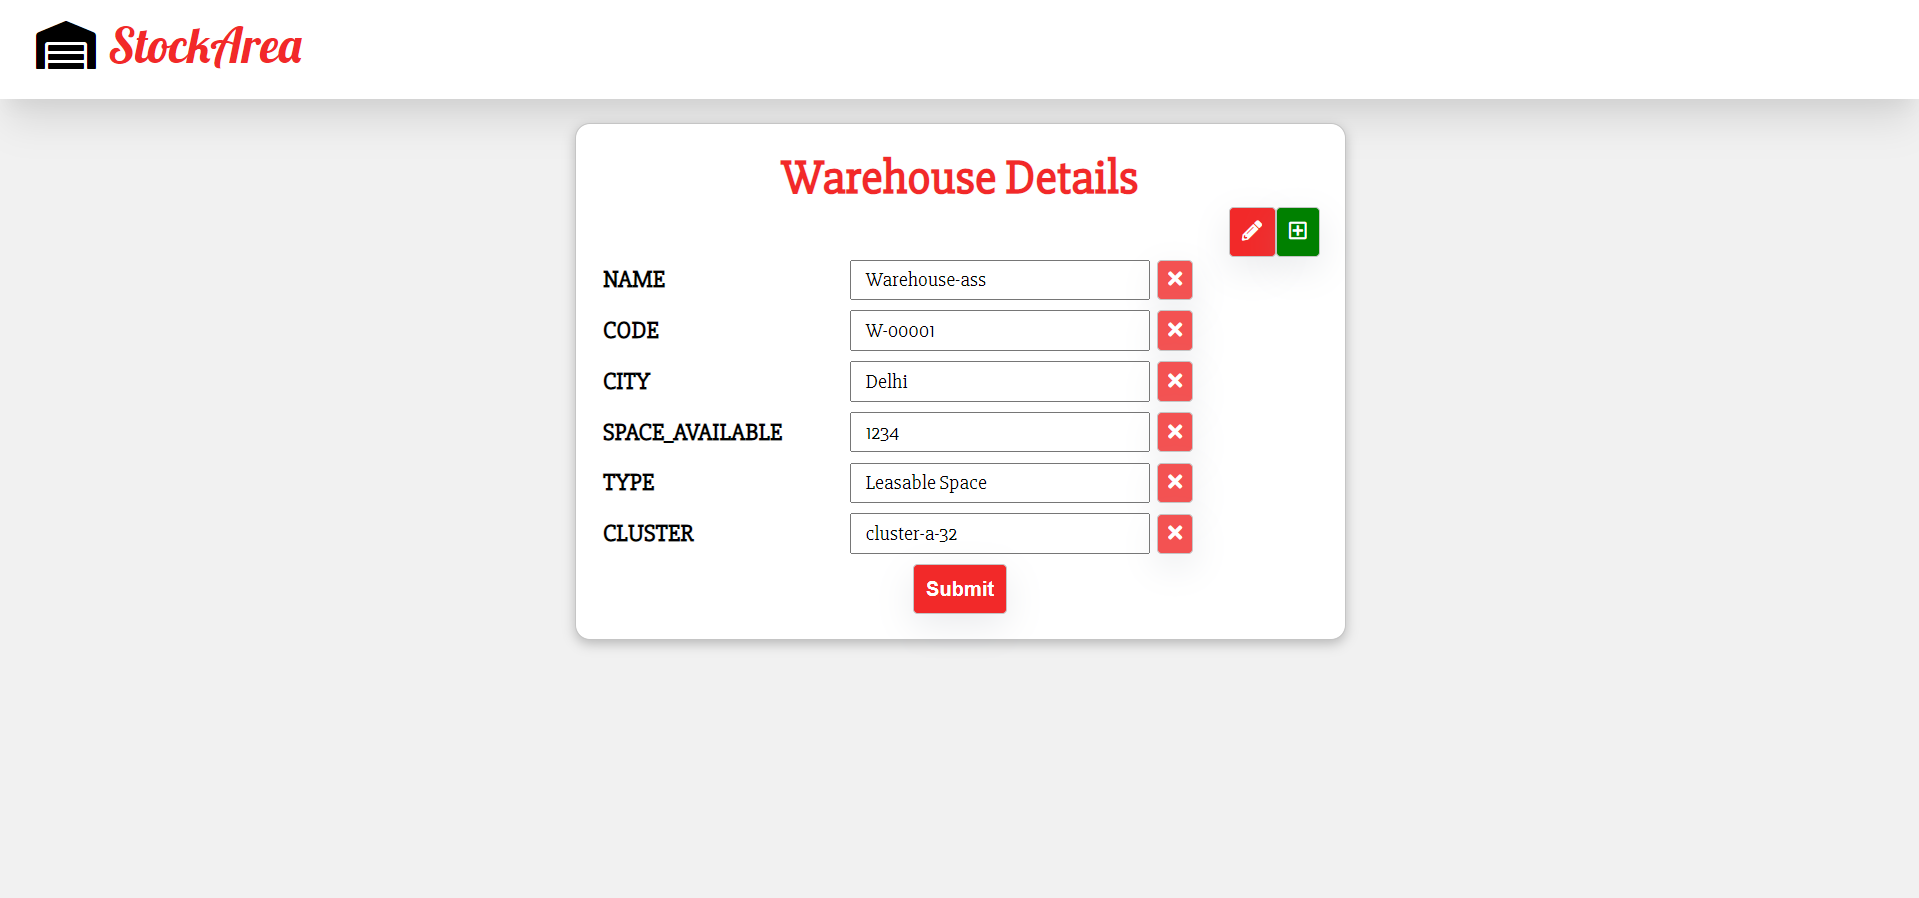 StockArea
Warehouse Details
NAME Warehouse-ass
CODE W-00001
CITY Delhi
SPACE_AVAILABLE 1234
TYPE Leasable Space
CLUSTER cluster-a-32
Submit